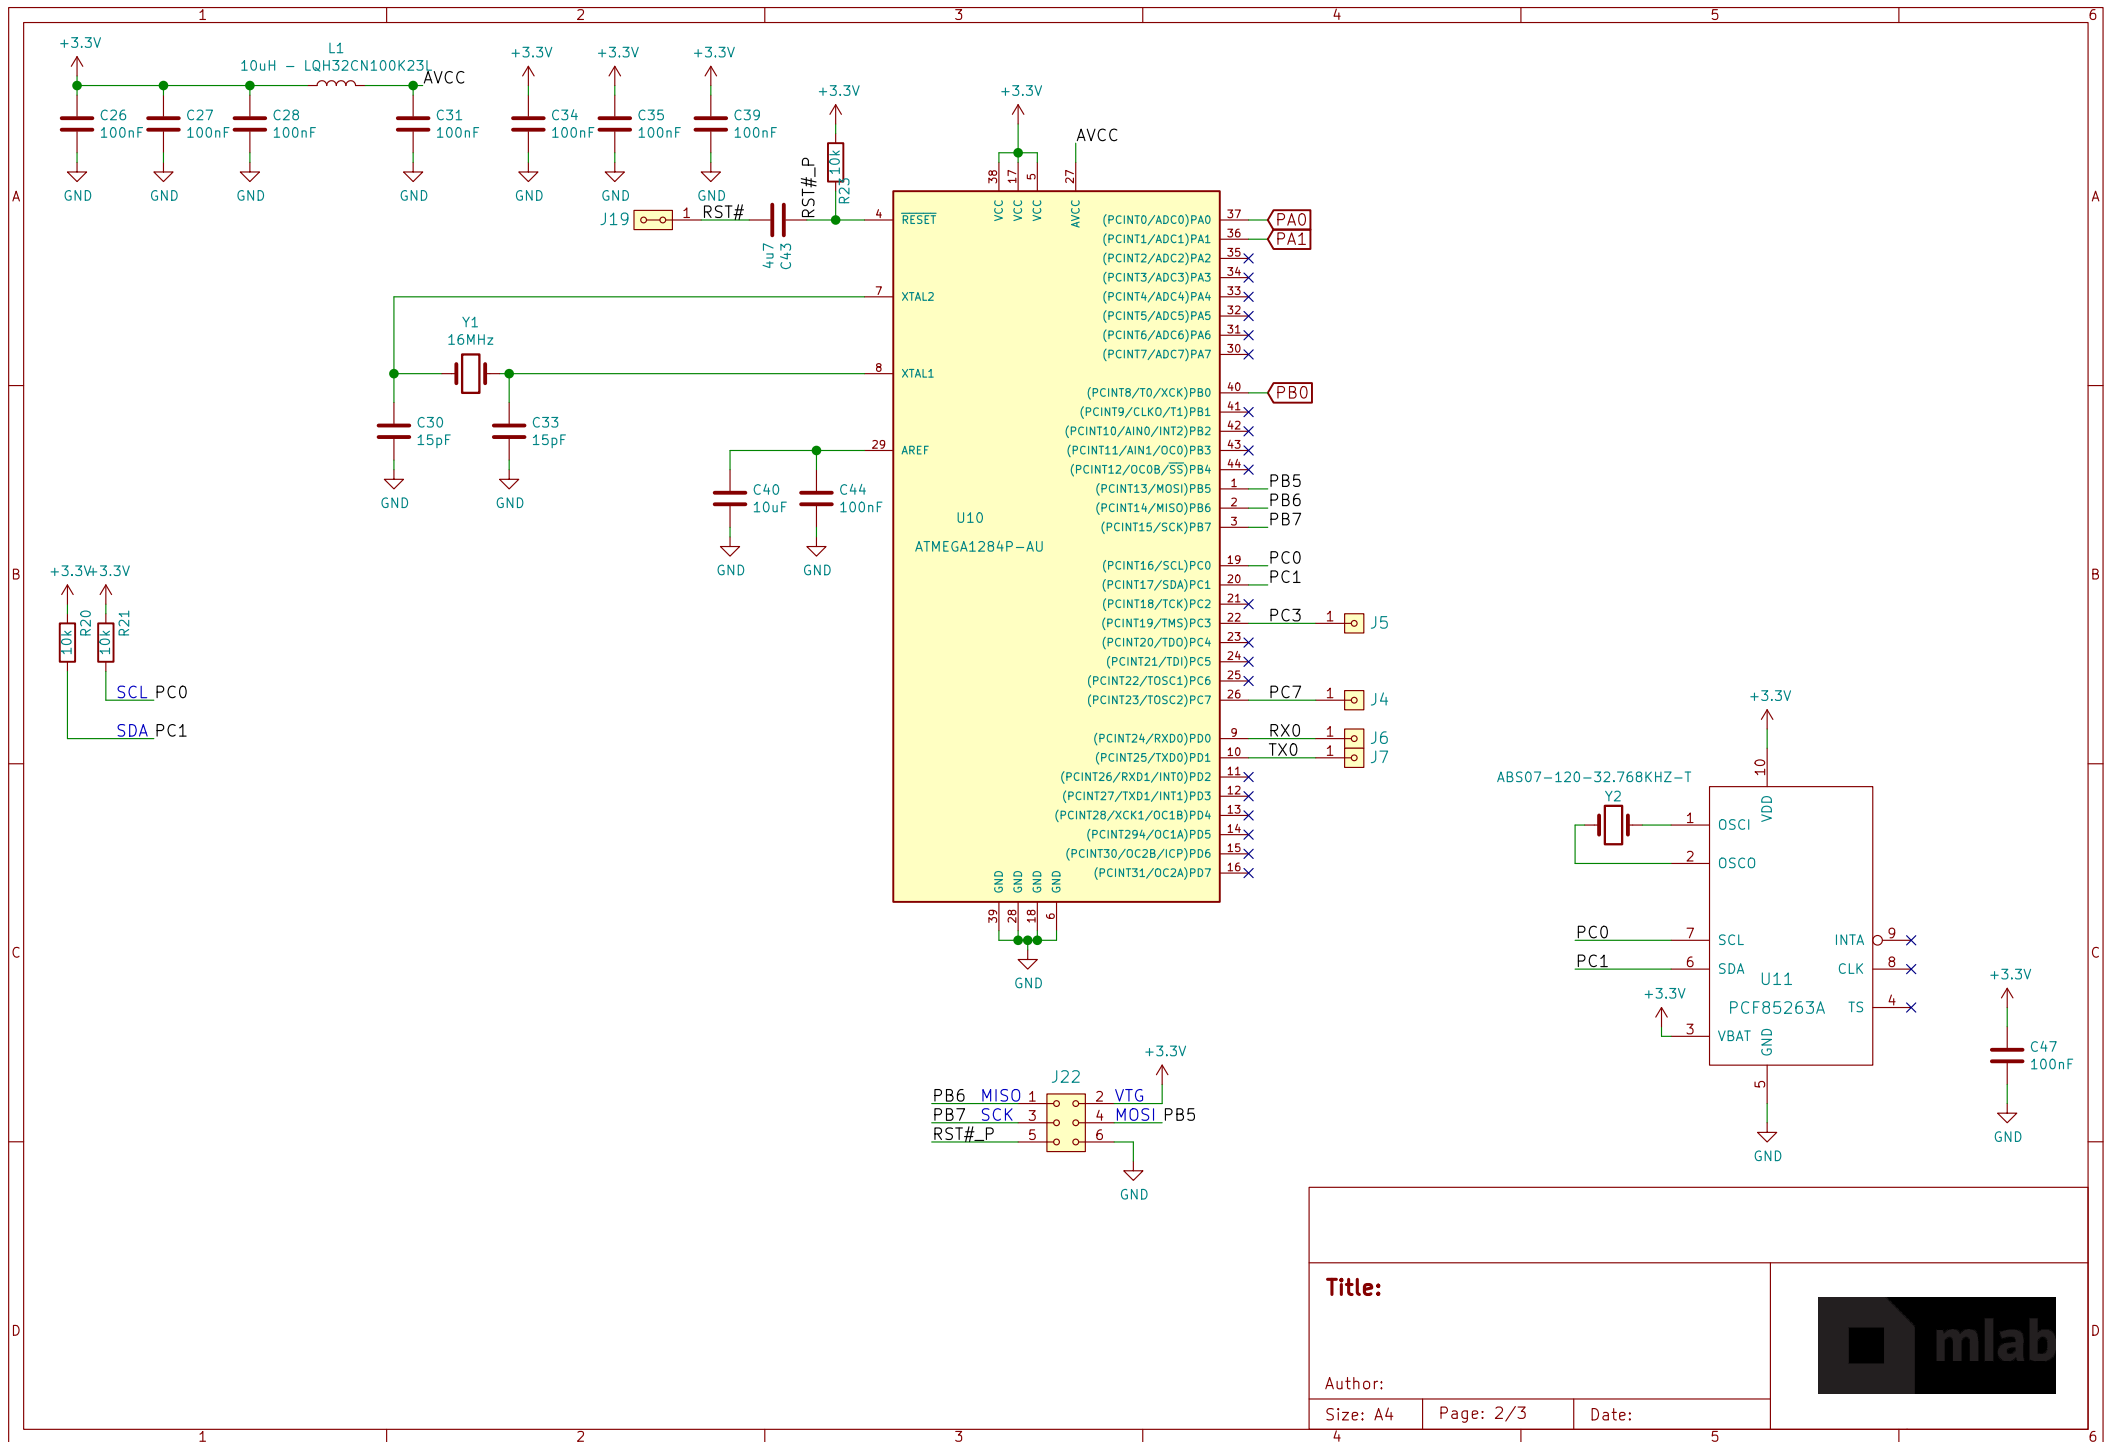 1 2 3 4 5 6
A
B
C
D
A
B
C
D
1 2 3 4 5 6
+3.3V
L1
10uH - LQH32CN100K23L
AVCC
C26
100nF
GND
C27
100nF
GND
C28
100nF
GND
C31
100nF
GND
+3.3V
C34
100nF
GND
+3.3V
C35
100nF
GND
+3.3V
C39
100nF
GND
+3.3V
10k
R23
RST#_P
J19
1
RST#
4u7
C43
+3.3V
AVCC
38
17
5
27
VCC
VCC
VCC
AVCC
4 RESET
7 XTAL2
8 XTAL1
29 AREF
Y1
16MHz
C30
15pF
GND
C33
15pF
GND
C40
10uF
GND
C44
100nF
GND
U10
ATMEGA1284P-AU
(PCINT0/ADC0)PA0 37 PA0
(PCINT1/ADC1)PA1 36 PA1
(PCINT2/ADC2)PA2 35
(PCINT3/ADC3)PA3 34
(PCINT4/ADC4)PA4 33
(PCINT5/ADC5)PA5 32
(PCINT6/ADC6)PA6 31
(PCINT7/ADC7)PA7 30
(PCINT8/T0/XCK)PB0 40 PB0
(PCINT9/CLKO/T1)PB1 41
(PCINT10/AIN0/INT2)PB2 42
(PCINT11/AIN1/OC0)PB3 43
(PCINT12/OC0B/SS)PB4 44
(PCINT13/MOSI)PB5 1 PB5
(PCINT14/MISO)PB6 2 PB6
(PCINT15/SCK)PB7 3 PB7
(PCINT16/SCL)PC0 19 PC0
(PCINT17/SDA)PC1 20 PC1
(PCINT18/TCK)PC2 21
(PCINT19/TMS)PC3 22 PC3 1 J5
(PCINT20/TDO)PC4 23
(PCINT21/TDI)PC5 24
(PCINT22/TOSC1)PC6 25
(PCINT23/TOSC2)PC7 26 PC7 1 J4
(PCINT24/RXD0)PD0 9 RX0 1 J6
(PCINT25/TXD0)PD1 10 TX0 1 J7
(PCINT26/RXD1/INT0)PD2 11
(PCINT27/TXD1/INT1)PD3 12
(PCINT28/XCK1/OC1B)PD4 13
(PCINT294/OC1A)PD5 14
(PCINT30/OC2B/ICP)PD6 15
(PCINT31/OC2A)PD7 16
GND
GND
GND
GND
39
28
18
6
GND
+3.3V
+3.3V
10k
R20
10k
R21
SCL PC0
SDA PC1
+3.3V
ABS07-120-32.768KHZ-T
Y2
10
VDD
1 OSCI
2 OSCO
PC0 7 SCL
PC1 6 SDA
INTA 9
CLK 8
TS 4
U11
PCF85263A
+3.3V
3 VBAT
GND
5
GND
+3.3V
C47
100nF
GND
+3.3V
J22
PB6 MISO 1 2 VTG
PB7 SCK 3 4 MOSI PB5
RST#_P 5 6
GND
Title:
Author:
Size: A4
Page: 2/3
Date:
mlab